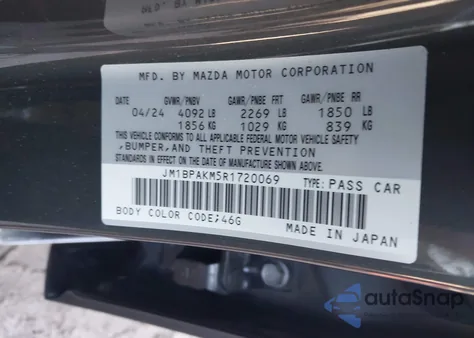 MFD. BY MAZDA MOTOR CORPORATION
DATE GVWR/PNBV GAWR/PNBE FRT GAWR/PNBE RR
04/24 4092 LB 2269 LB 1850 LB
1856 KG 1029 KG 839 KG
THIS VEHICLE CONFORMS TO ALL APPLICABLE FEDERAL MOTOR VEHICLE SAFETY
,BUMPER,AND THEFT PREVENTION
STANDARDS IN EFFECT ON THE DATE OF MANUFACTURE SHOWN ABOVE.
JM1BPAKM5R1720069 TYPE: PASS CAR
BODY COLOR CODE;46G
MADE IN JAPAN
autoSnap